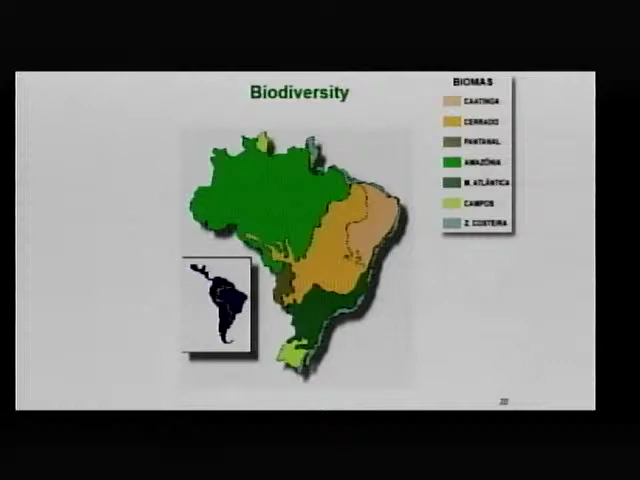 Biodiversity
BIOMAS
CAATINGA
CERRADO
PANTANAL
AMAZÔNIA
M. ATLÂNTICA
CAMPOS
Z. COSTEIRA